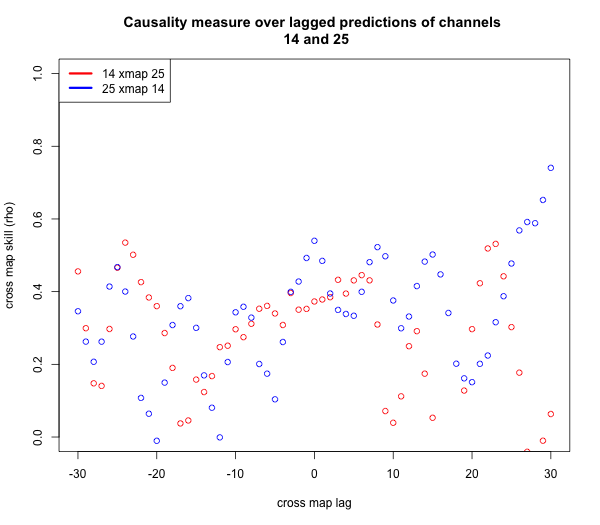 Causality measure over lagged predictions of channels
14 and 25
14 xmap 25
25 xmap 14
cross map skill (rho)
1.0
0.8
0.6
0.4
0.2
0.0
-30 -20 -10 0 10 20 30
cross map lag